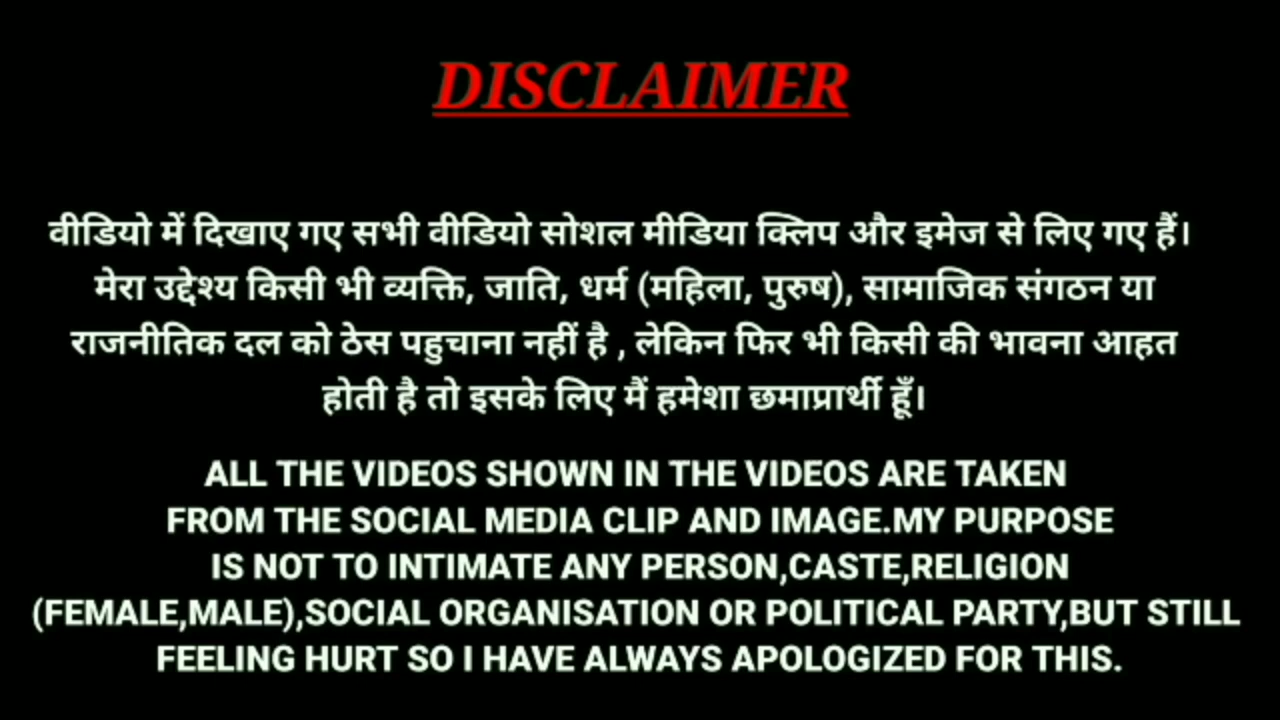 DISCLAIMER
वीडियो में दिखाए गए सभी वीडियो सोशल मीडिया क्लिप और इमेज से लिए गए हैं।
मेरा उद्देश्य किसी भी व्यक्ति, जाति, धर्म (महिला, पुरुष), सामाजिक संगठन या
राजनीतिक दल को ठेस पहुचाना नहीं है , लेकिन फिर भी किसी की भावना आहत
होती है तो इसके लिए मैं हमेशा छमाप्रार्थी हूँ।
ALL THE VIDEOS SHOWN IN THE VIDEOS ARE TAKEN
FROM THE SOCIAL MEDIA CLIP AND IMAGE.MY PURPOSE
IS NOT TO INTIMATE ANY PERSON,CASTE,RELIGION
(FEMALE,MALE),SOCIAL ORGANISATION OR POLITICAL PARTY,BUT STILL
FEELING HURT SO I HAVE ALWAYS APOLOGIZED FOR THIS.